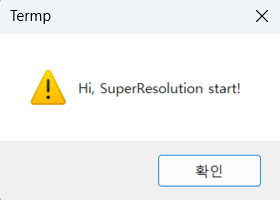 Termp
Hi, SuperResolution start!
확인